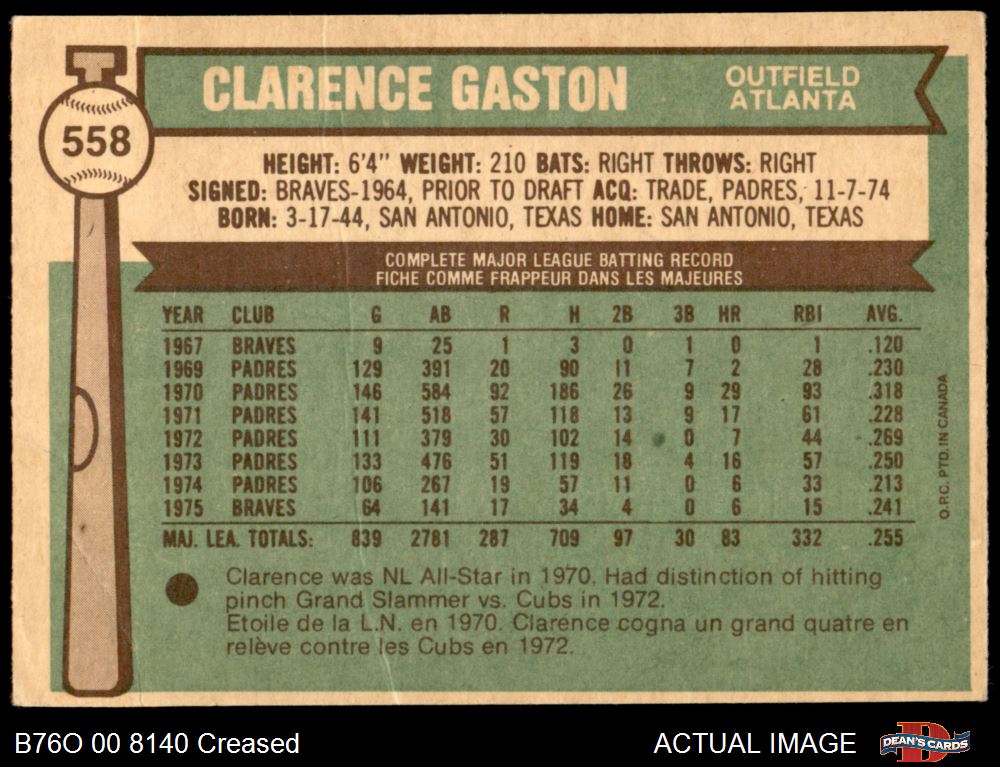 558
CLARENCE GASTON
OUTFIELD
ATLANTA
HEIGHT: 6'4" WEIGHT: 210 BATS: RIGHT THROWS: RIGHT
SIGNED: BRAVES-1964, PRIOR TO DRAFT ACQ: TRADE, PADRES, 11-7-74
BORN: 3-17-44, SAN ANTONIO, TEXAS HOME: SAN ANTONIO, TEXAS
COMPLETE MAJOR LEAGUE BATTING RECORD
FICHE COMME FRAPPEUR DANS LES MAJEURES
YEAR CLUB G AB R H 2B 3B HR RBI AVG.
1967 BRAVES 9 25 1 3 0 1 0 1 .120
1969 PADRES 129 391 20 90 11 7 2 28 .230
1970 PADRES 146 584 92 186 26 9 29 93 .318
1971 PADRES 141 518 57 118 13 9 17 61 .228
1972 PADRES 111 379 30 102 14 0 7 44 .269
1973 PADRES 133 476 51 119 18 4 16 57 .250
1974 PADRES 106 267 19 57 11 0 6 33 .213
1975 BRAVES 64 141 17 34 4 0 6 15 .241
MAJ. LEA. TOTALS: 839 2781 287 709 97 30 83 332 .255
Clarence was NL All-Star in 1970. Had distinction of hitting
pinch Grand Slammer vs. Cubs in 1972.
Etoile de la L.N. en 1970. Clarence cogna un grand quatre en
relève contre les Cubs en 1972.
O.P.C. PTD. IN CANADA
B76O 00 8140 Creased
ACTUAL IMAGE
D
DEAN'S CARDS